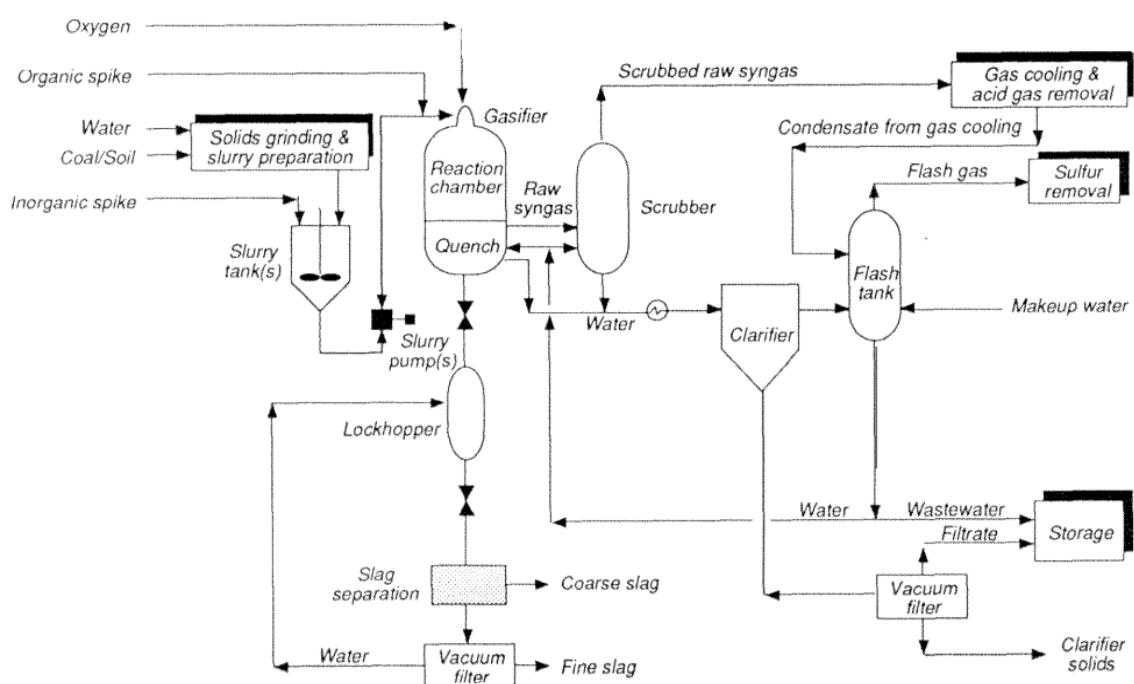 Oxygen
Organic spike
Water
Coal/Soil
Inorganic spike
Solids grinding &
slurry preparation
Slurry
tank(s)
Slurry
pump(s)
Gasifier
Reaction
chamber
Quench
Raw
syngas
Scrubber
Scrubbed raw syngas
Gas cooling &
acid gas removal
Condensate from gas cooling
Flash gas
Sulfur
removal
Flash
tank
Makeup water
Water
Clarifier
Lockhopper
Water
Wastewater
Filtrate
Storage
Slag
separation
Coarse slag
Vacuum
filter
Clarifier
solids
Water
Vacuum
filter
Fine slag